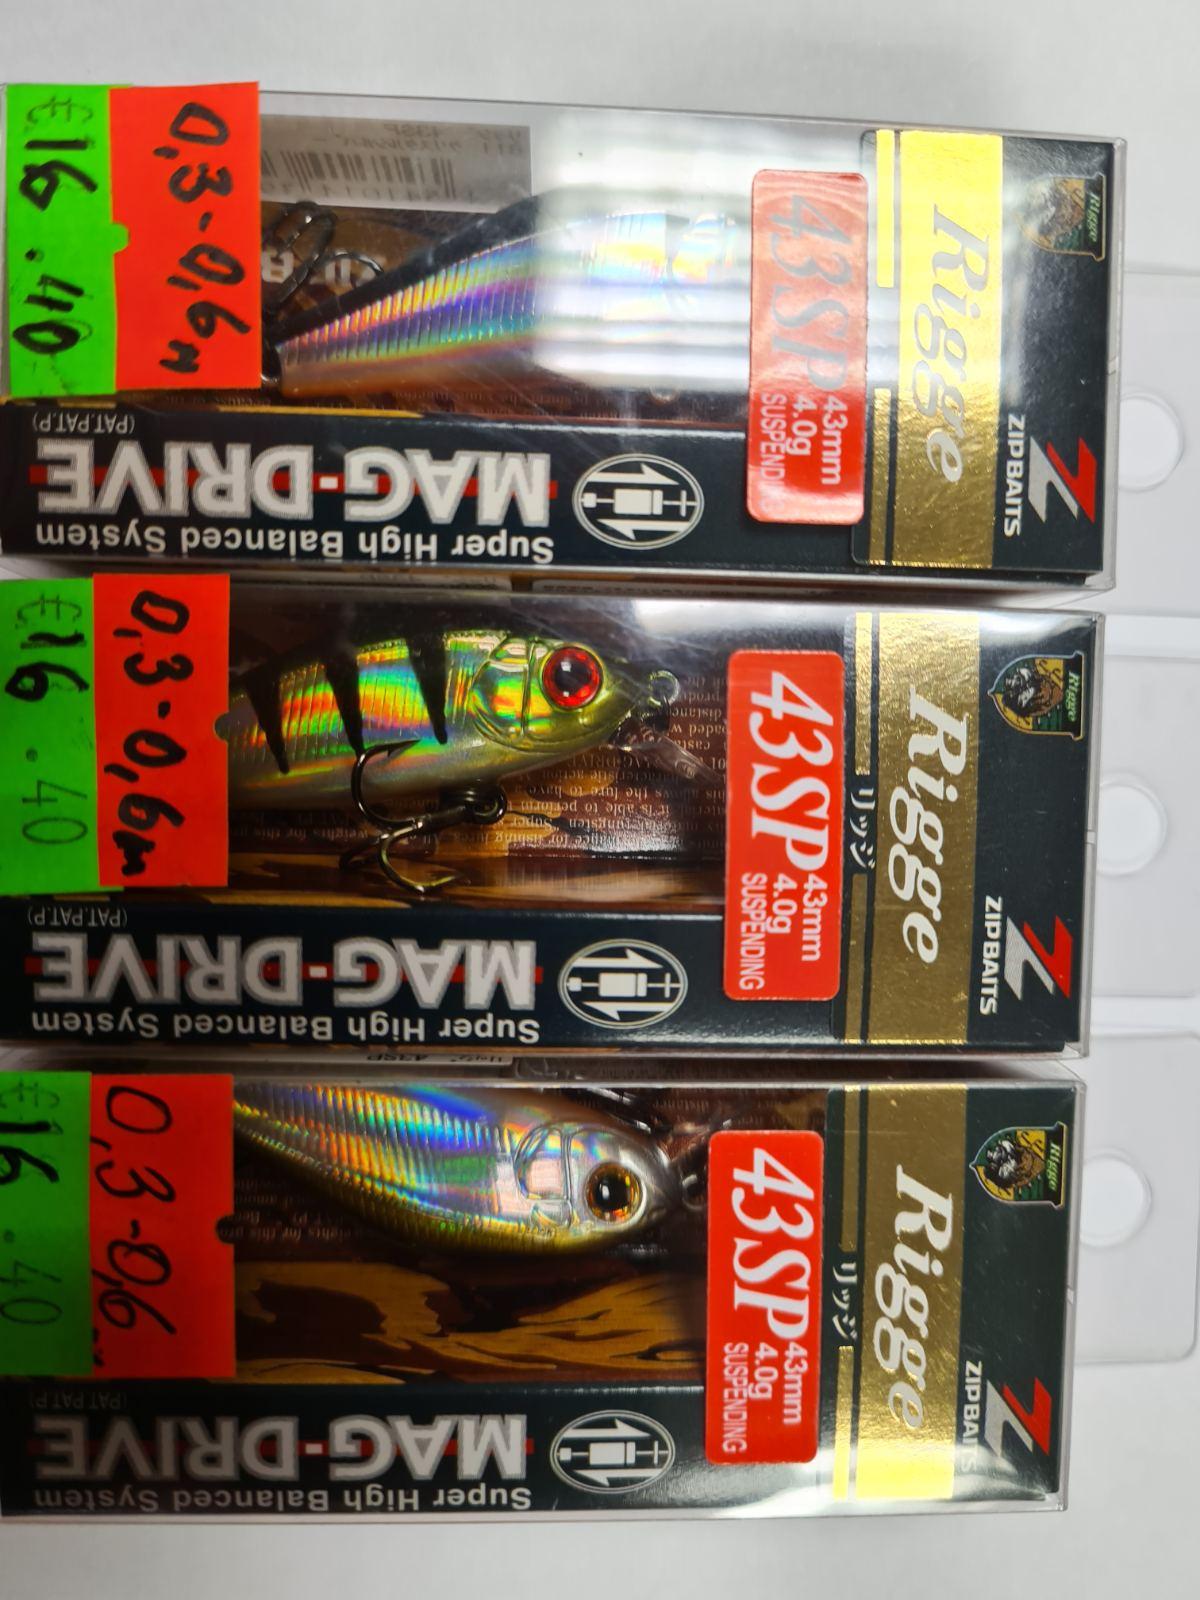 €16.40
0,3-0,6м
43SP
43mm
4.0g
SUSPENDING
Rigge
Rigge
ZIPBAITS
Super High Balanced System
MAG-DRIVE
(PAT.PAT.P)
€16.40
0,3-0,6м
43SP
43mm
4.0g
SUSPENDING
リッジ
Rigge
Rigge
ZIPBAITS
Super High Balanced System
MAG-DRIVE
(PAT.PAT.P)
€16.40
0,3-0,6
43SP
43mm
4.0g
SUSPENDING
リッジ
Rigge
Rigge
ZIPBAITS
Super High Balanced System
MAG-DRIVE
(PAT.PAT.P)